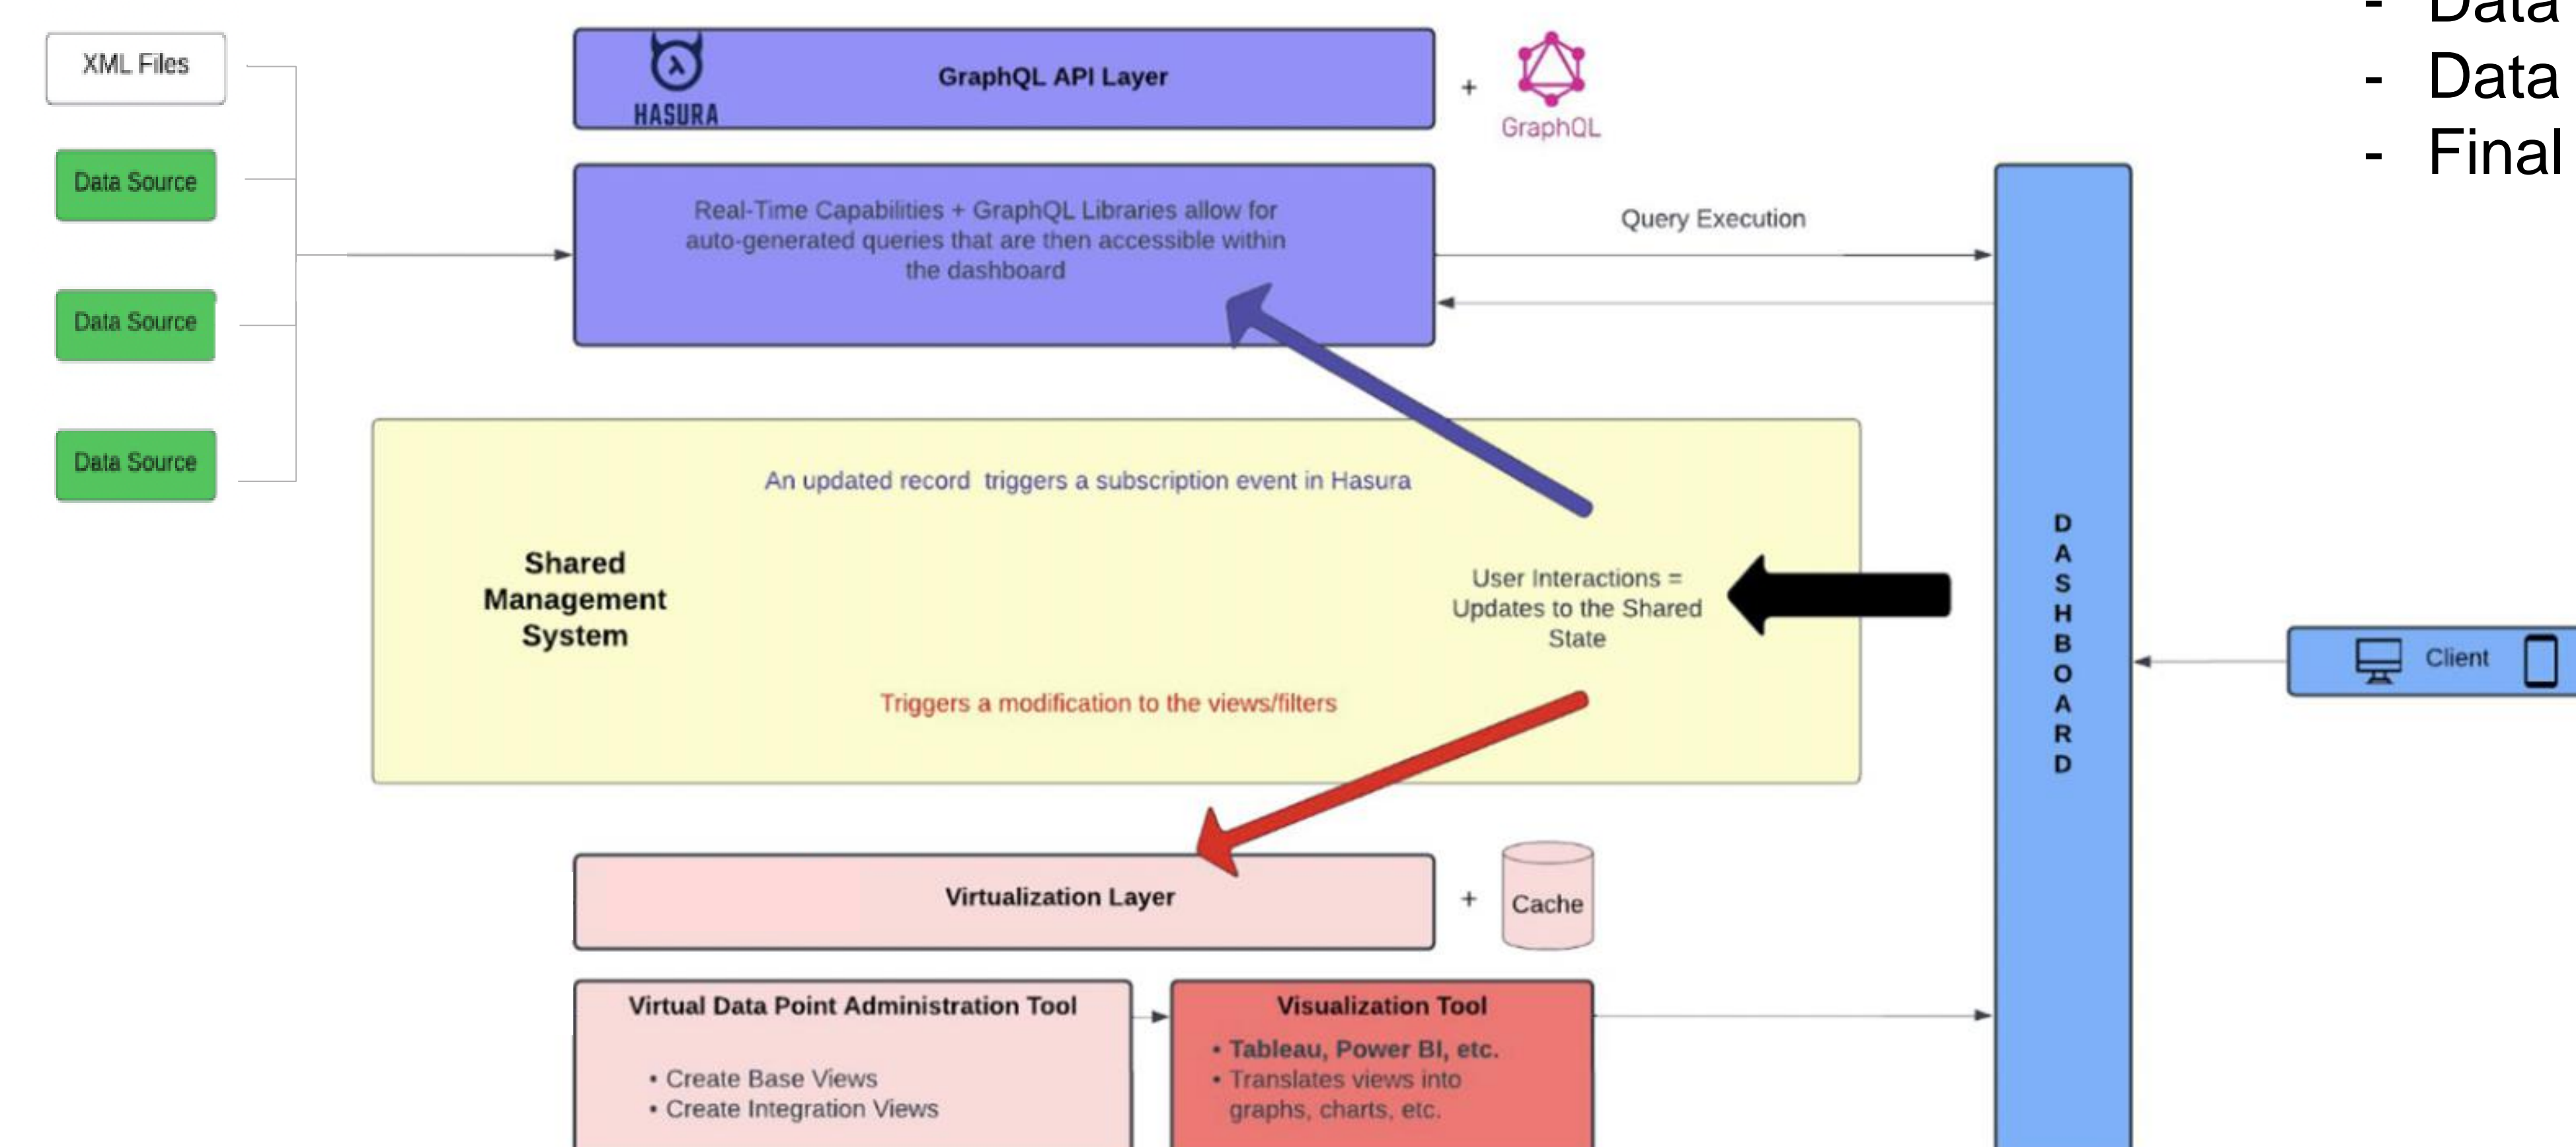 XML Files
Data Source
Data Source
Data Source
HASURA
GraphQL API Layer
+
GraphQL
Real-Time Capabilities + GraphQL Libraries allow for
auto-generated queries that are then accessible within
the dashboard
Query Execution
An updated record triggers a subscription event in Hasura
Shared
Management
System
User Interactions =
Updates to the Shared
State
Triggers a modification to the views/filters
Virtualization Layer
+
Cache
Virtual Data Point Administration Tool
• Create Base Views
• Create Integration Views
Visualization Tool
• Tableau, Power BI, etc.
• Translates views into
graphs, charts, etc.
D
A
S
H
B
O
A
R
D
Client
- Data
- Data
- Final